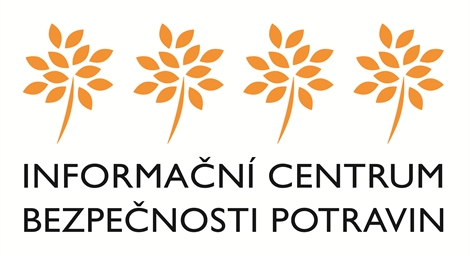 INFORMAČNÍ CENTRUM
BEZPEČNOSTI POTRAVIN